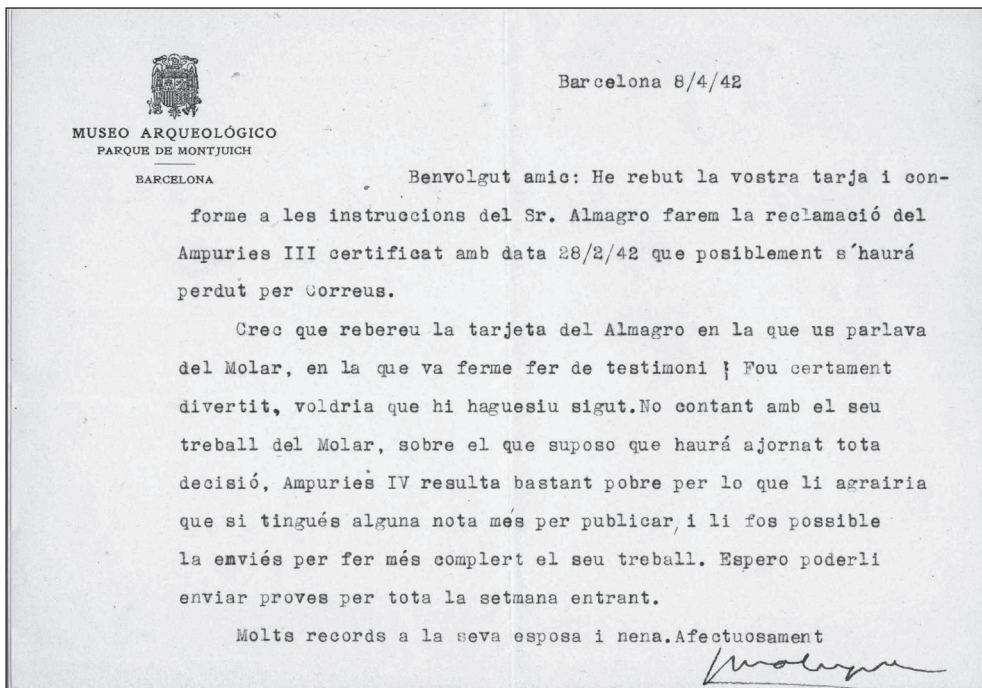 Barcelona 8/4/42
MUSEO ARQUEOLÓGICO
PARQUE DE MONTJUICH
BARCELONA
Benvolgut amic: He rebut la vostra tarja i con-
forme a les instruccions del Sr. Almagro farem la reclamació del
Ampuries III certificat amb data 28/2/42 que posiblement s´haurá
perdut per Correus.
Crec que rebereu la tarjeta del Almagro en la que us parlava
del Molar, en la que va ferme fer de testimoni ! Fou certament
divertit, voldria que hi haguesiu sigut.No contant amb el seu
treball del Molar, sobre el que suposo que haurá ajornat tota
decisió, Ampuries IV resulta bastant pobre per lo que li agrairia
que si tingués alguna nota més per publicar, i li fos possible
la enviés per fer més complert el seu treball. Espero poderli
enviar proves per tota la setmana entrant.
Molts records a la seva esposa i nena.Afectuosament